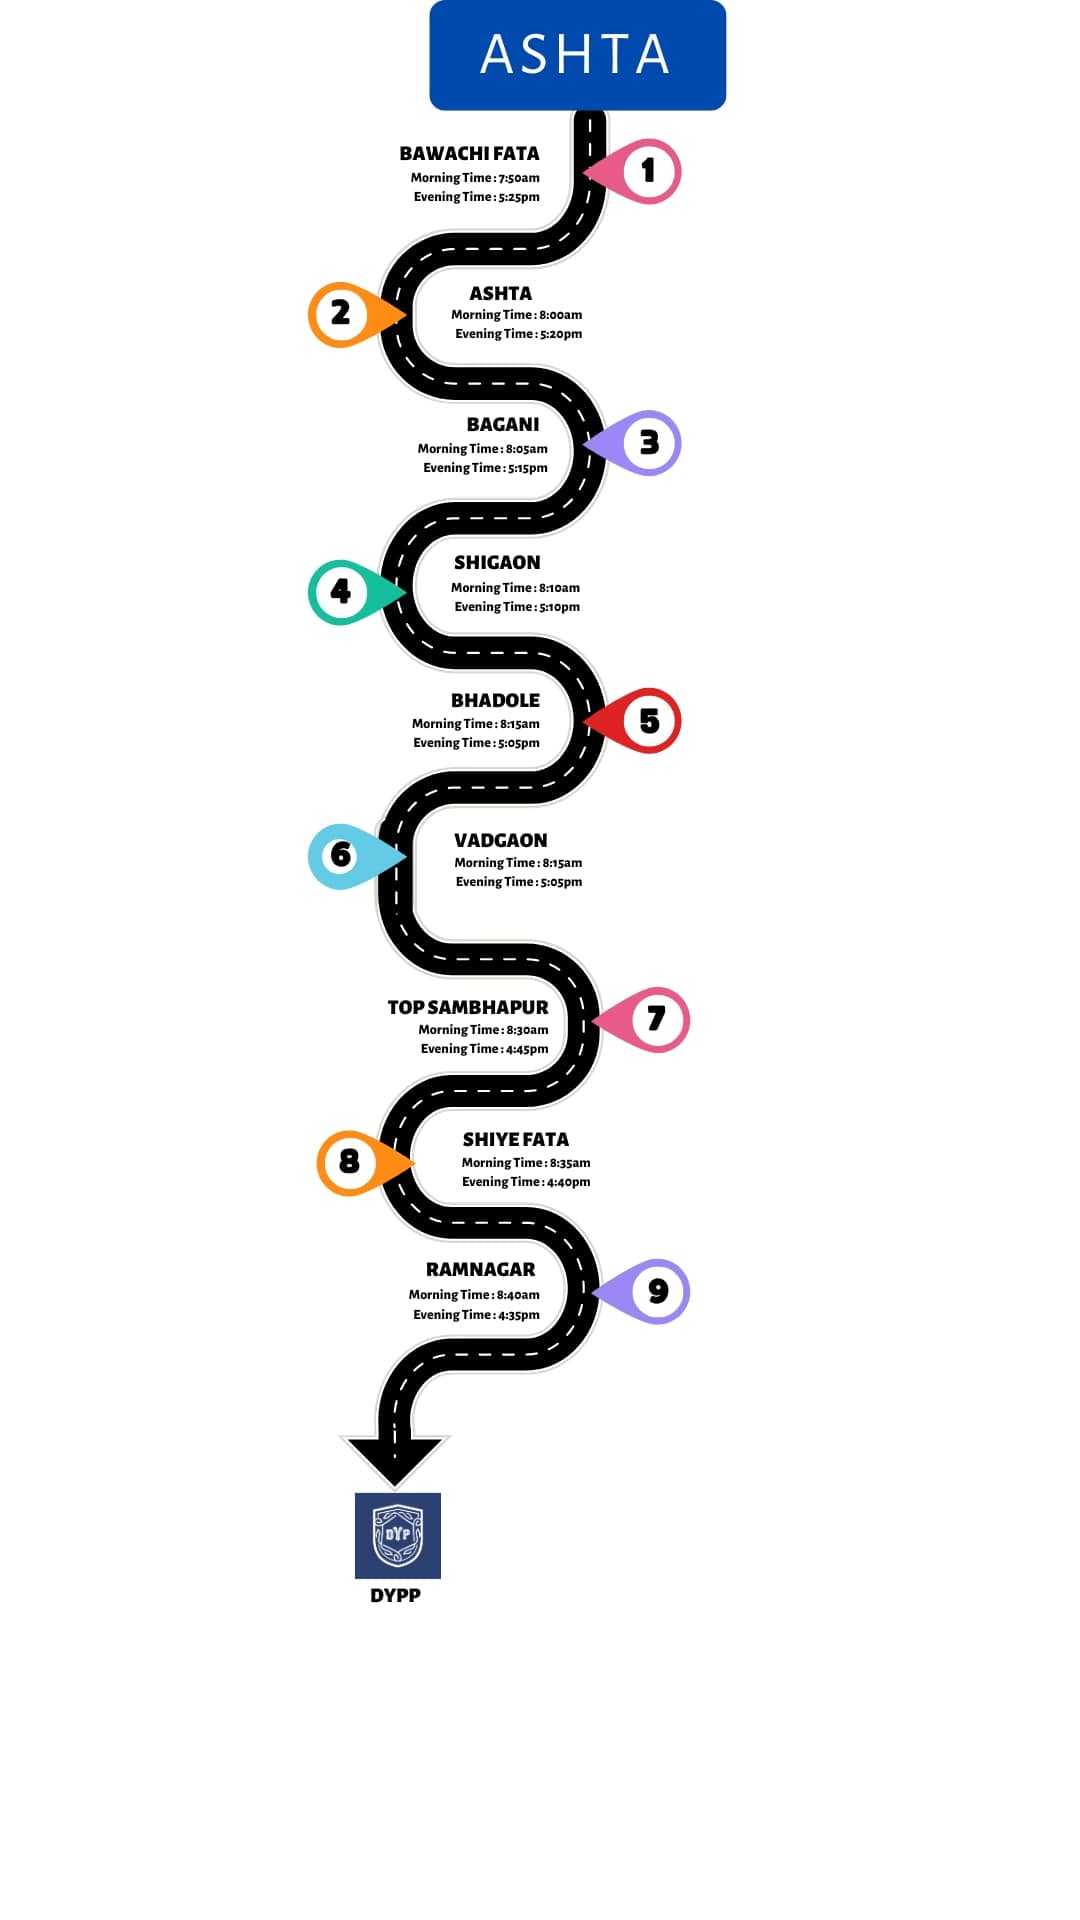 ASHTA
BAWACHI FATA
Morning Time : 7:50am
Evening Time : 5:25pm
1
2
ASHTA
Morning Time : 8:00am
Evening Time : 5:20pm
BAGANI
Morning Time : 8:05am
Evening Time : 5:15pm
3
4
SHIGAON
Morning Time : 8:10am
Evening Time : 5:10pm
BHADOLE
Morning Time : 8:15am
Evening Time : 5:05pm
5
6
VADGAON
Morning Time : 8:15am
Evening Time : 5:05pm
TOP SAMBHAPUR
Morning Time : 8:30am
Evening Time : 4:45pm
7
8
SHIYE FATA
Morning Time : 8:35am
Evening Time : 4:40pm
RAMNAGAR
Morning Time : 8:40am
Evening Time : 4:35pm
9
DYP
DYPP